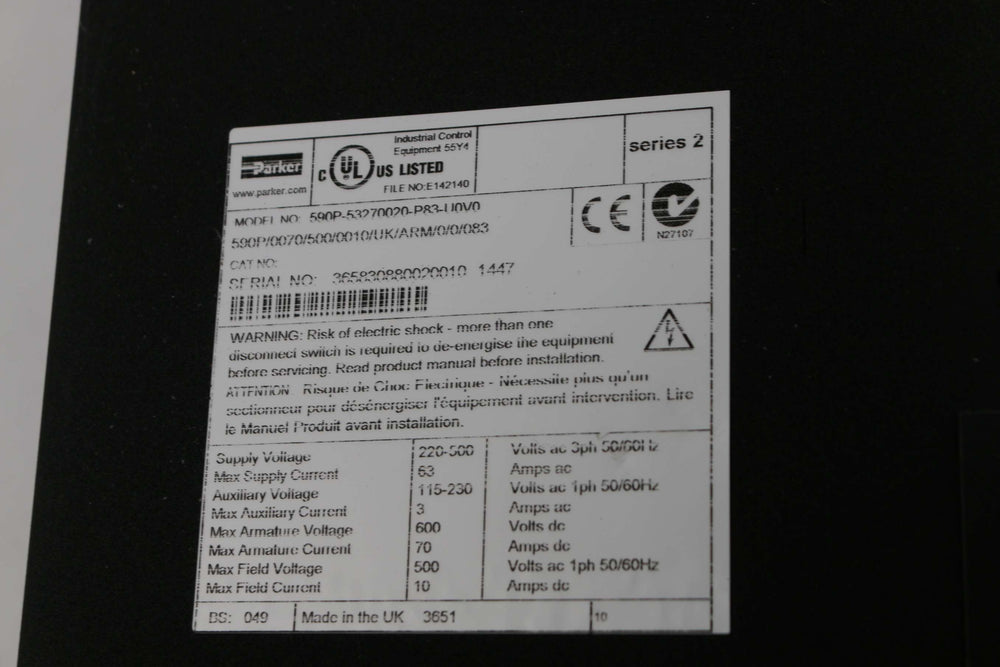 Parker
www.parker.com
C UL US LISTED
Industrial Control
Equipment 55Y4
FILE NO:E142140
series 2
MODEL NO: 590P-53270020-P83-U0V0
590P/0070/500/0010/UK/ARM/0/0/083
CE
N27107
CAT NO:
SERIAL NO: 365830880020010 1447
WARNING: Risk of electric shock - more than one
disconnect switch is required to de-energise the equipment
before servicing. Read product manual before installation.
ATTENTION Risque de Choc Electrique - Nécessite plus qu'un
sectionneur pour désénergiser l'équipement avant intervention. Lire
le Manuel Produit avant installation.
Supply Voltage 220-500 Volts ac 3ph 50/60Hz
Max Supply Current 63 Amps ac
Auxiliary Voltage 115-230 Volts ac 1ph 50/60Hz
Max Auxiliary Current 3 Amps ac
Max Armature Voltage 600 Volts dc
Max Armature Current 70 Amps dc
Max Field Voltage 500 Volts ac 1ph 50/60Hz
Max Field Current 10 Amps dc
BS: 049 Made in the UK 3651 10